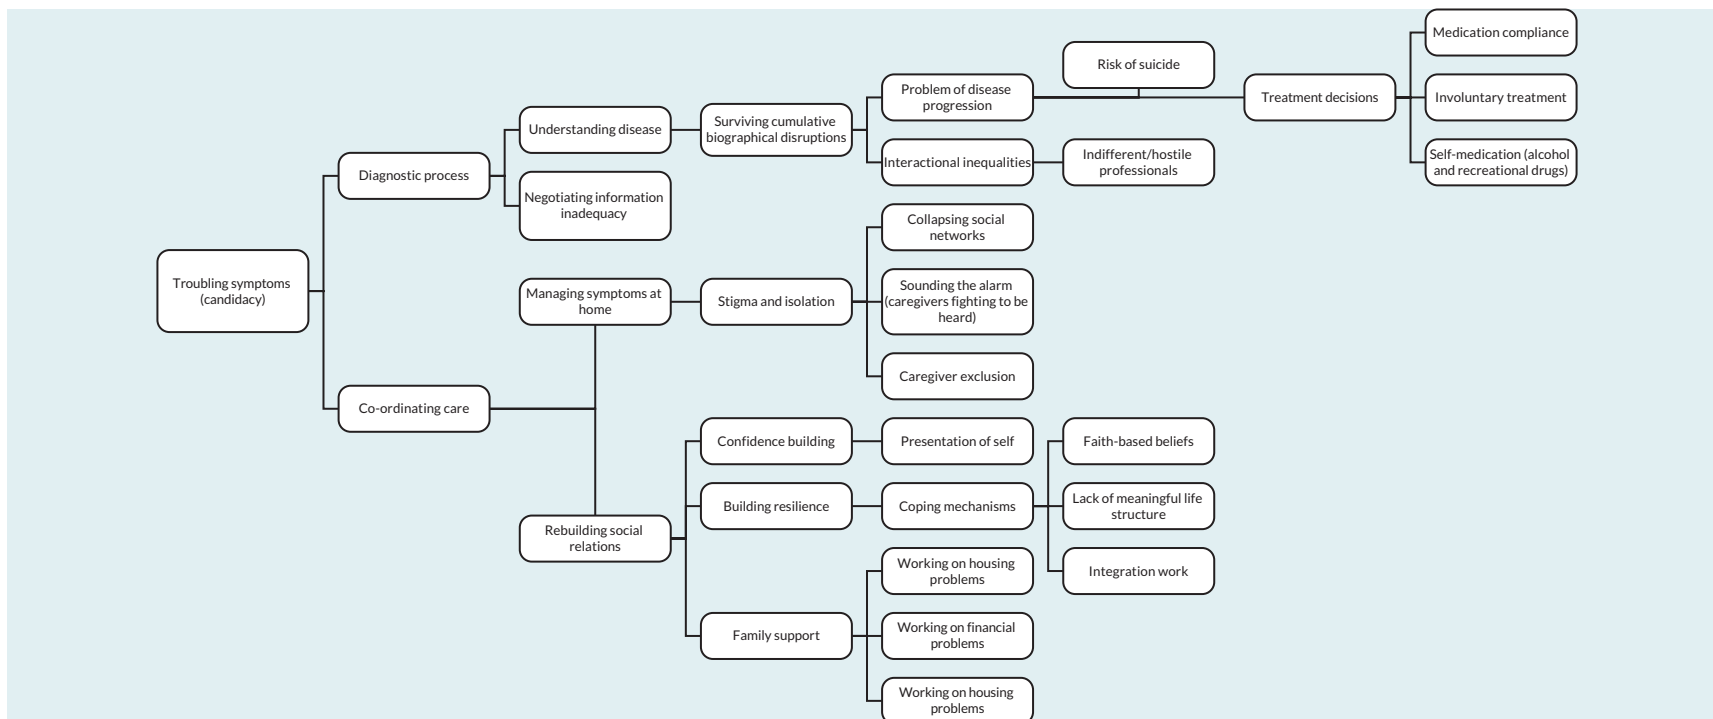 Medication compliance
Risk of suicide
Problem of disease
progression
Treatment decisions
Involuntary treatment
Understanding disease
Surviving cumulative
biographical disruptions
Interactional inequalities
Indifferent/hostile
professionals
Self-medication (alcohol
and recreational drugs)
Diagnostic process
Negotiating information
inadequacy
Collapsing social
networks
Troubling symptoms
(candidacy)
Managing symptoms at
home
Stigma and isolation
Sounding the alarm
(caregivers fighting to be
heard)
Caregiver exclusion
Co-ordinating care
Confidence building
Presentation of self
Faith-based beliefs
Building resilience
Coping mechanisms
Lack of meaningful life
structure
Rebuilding social
relations
Working on housing
problems
Integration work
Family support
Working on financial
problems
Working on housing
problems